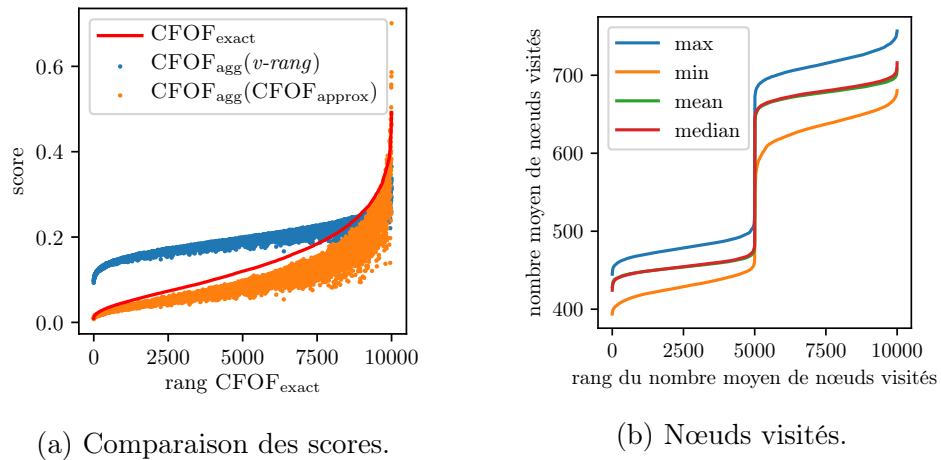 CFOF_exact
CFOF_agg(v-rang)
CFOF_agg(CFOF_approx)
score
0.6
0.4
0.2
0.0
0 2500 5000 7500 10000
rang CFOF_exact
(a) Comparaison des scores.
max
min
mean
median
nombre moyen de nœuds visités
700
600
500
400
0 2500 5000 7500 10000
rang du nombre moyen de nœuds visités
(b) Nœuds visités.